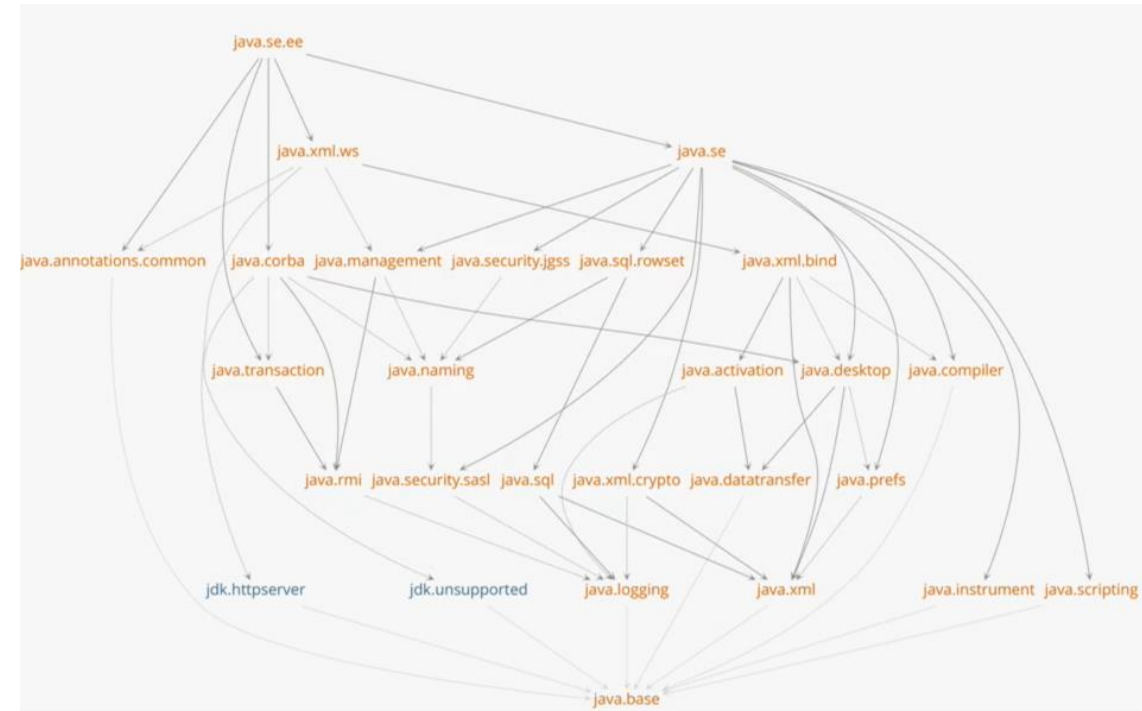 java.se.ee
java.xml.ws java.se
java.annotations.common java.corba java.management java.security.jgss java.sql.rowset java.xml.bind
java.transaction java.naming java.activation java.desktop java.compiler
java.rmi java.security.sasl java.sql java.xml.crypto java.datatransfer java.prefs
jdk.httpserver jdk.unsupported java.logging java.xml java.instrument java.scripting
java.base